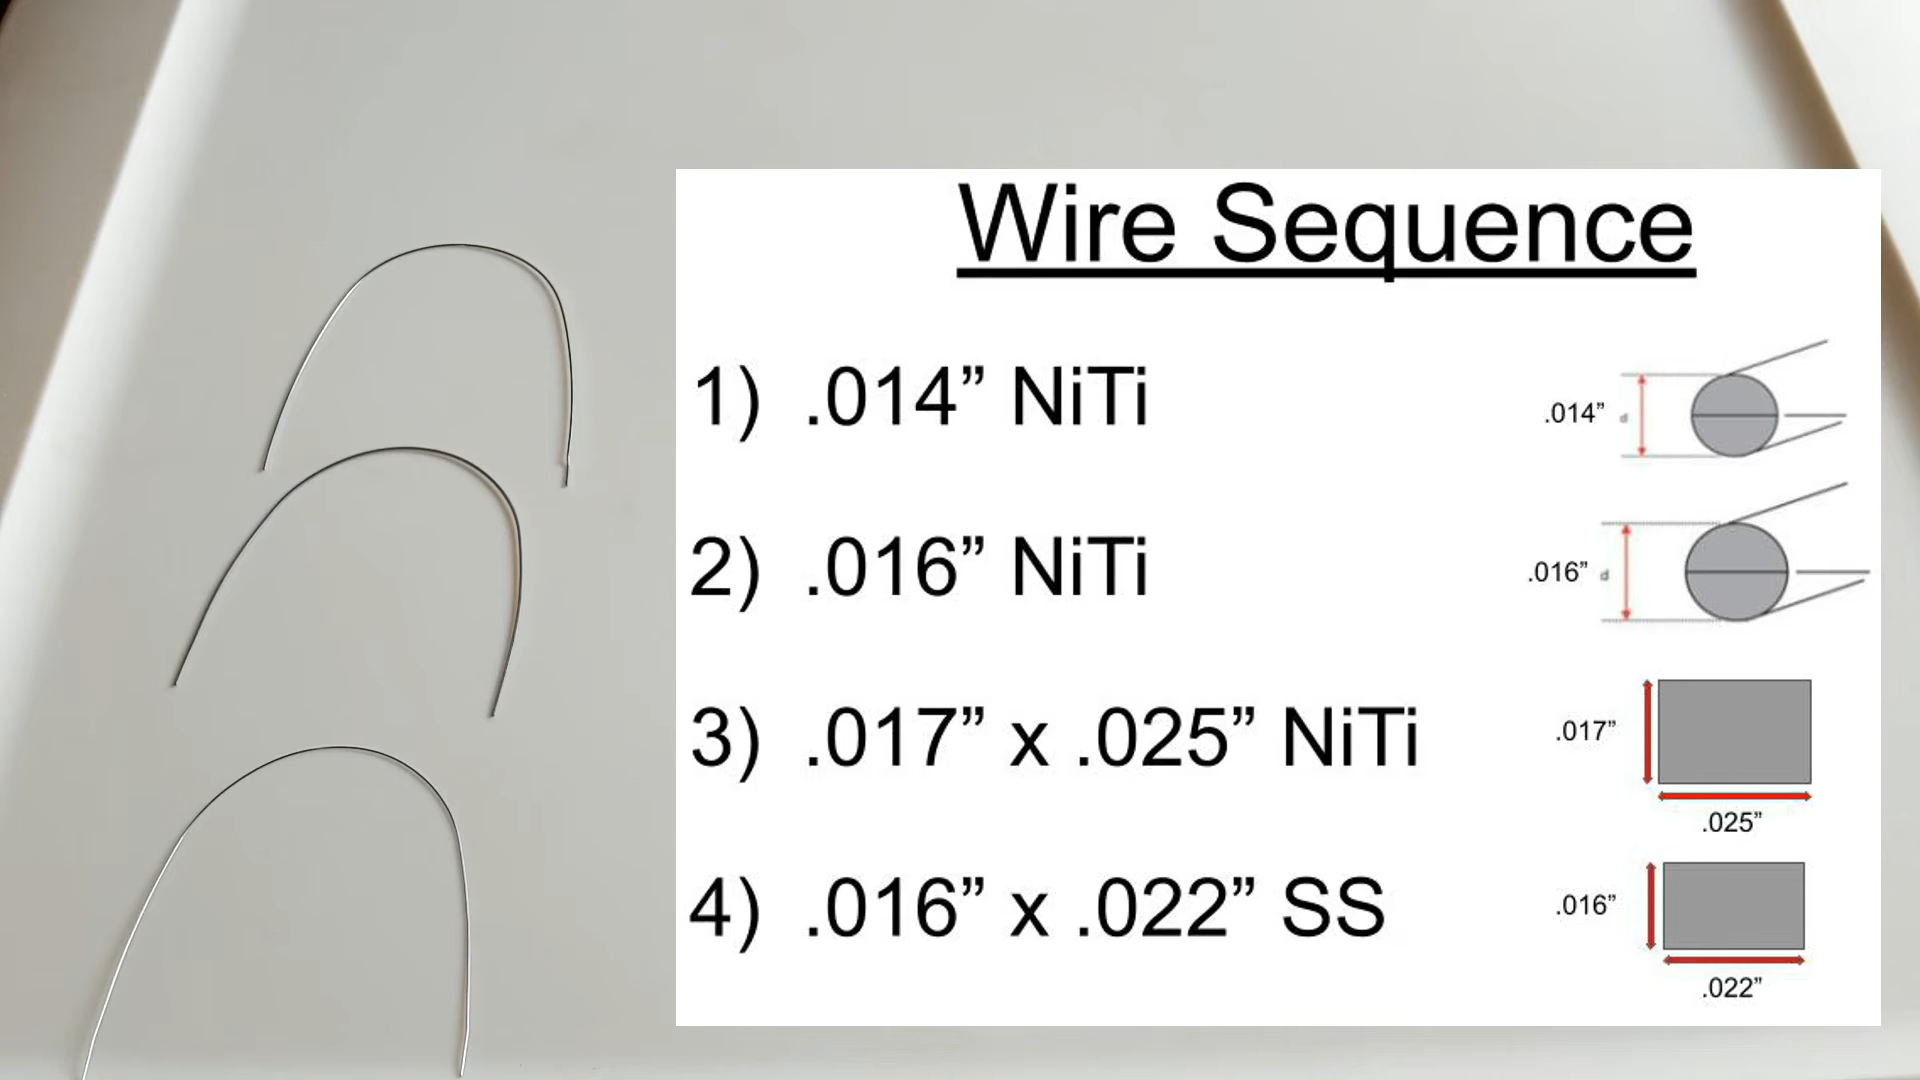 Wire Sequence
1) .014” NiTi
.014” d
2) .016” NiTi
.016” d
3) .017” x .025” NiTi
.017”
.025”
4) .016” x .022” SS
.016”
.022”